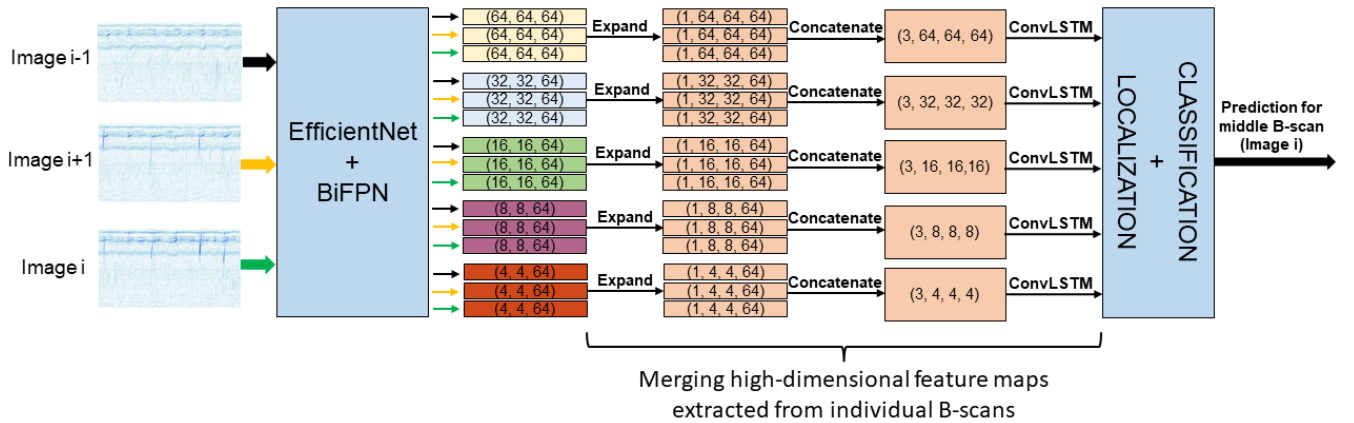 Image i-1
Image i+1
Image i
EfficientNet
+
BiFPN
(64, 64, 64)
(64, 64, 64)
(64, 64, 64)
Expand
(1, 64, 64, 64)
(1, 64, 64, 64)
(1, 64, 64, 64)
Concatenate
(3, 64, 64, 64)
ConvLSTM
(32, 32, 64)
(32, 32, 64)
(32, 32, 64)
Expand
(1, 32, 32, 64)
(1, 32, 32, 64)
(1, 32, 32, 64)
Concatenate
(3, 32, 32, 32)
ConvLSTM
(16, 16, 64)
(16, 16, 64)
(16, 16, 64)
Expand
(1, 16, 16, 64)
(1, 16, 16, 64)
(1, 16, 16, 64)
Concatenate
(3, 16, 16,16)
ConvLSTM
(8, 8, 64)
(8, 8, 64)
(8, 8, 64)
Expand
(1, 8, 8, 64)
(1, 8, 8, 64)
(1, 8, 8, 64)
Concatenate
(3, 8, 8, 8)
ConvLSTM
(4, 4, 64)
(4, 4, 64)
(4, 4, 64)
Expand
(1, 4, 4, 64)
(1, 4, 4, 64)
(1, 4, 4, 64)
Concatenate
(3, 4, 4, 4)
ConvLSTM
LOCALIZATION
+
CLASSIFICATION
Prediction for
middle B-scan
(Image i)
Merging high-dimensional feature maps
extracted from individual B-scans